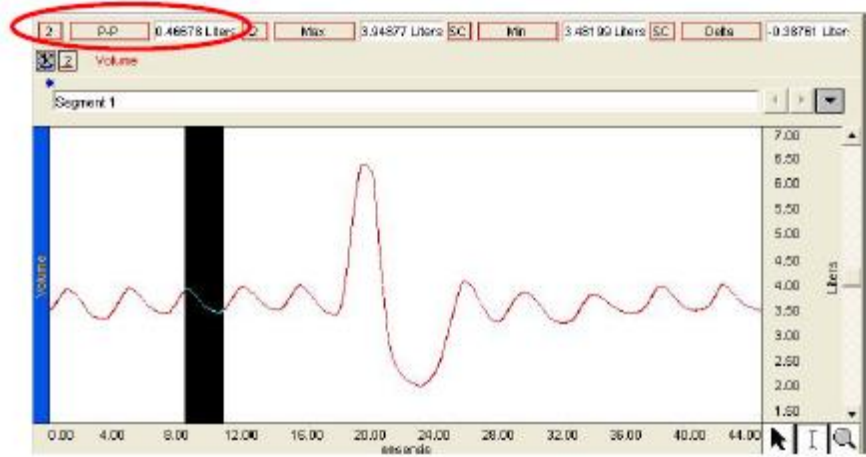 2 P-P 0.46678 Liters 2 Max 3.94877 Liters SC Min 3.48199 Liters SC Delta -0.38761 Liter
2 Volume
Segment 1
7.00
6.50
6.00
5.50
5.00
4.50
4.00
3.50
3.00
2.50
2.00
1.50
Volume
Liters
0.00 4.00 8.00 12.00 16.00 20.00 24.00 28.00 32.00 36.00 40.00 44.00
seconds